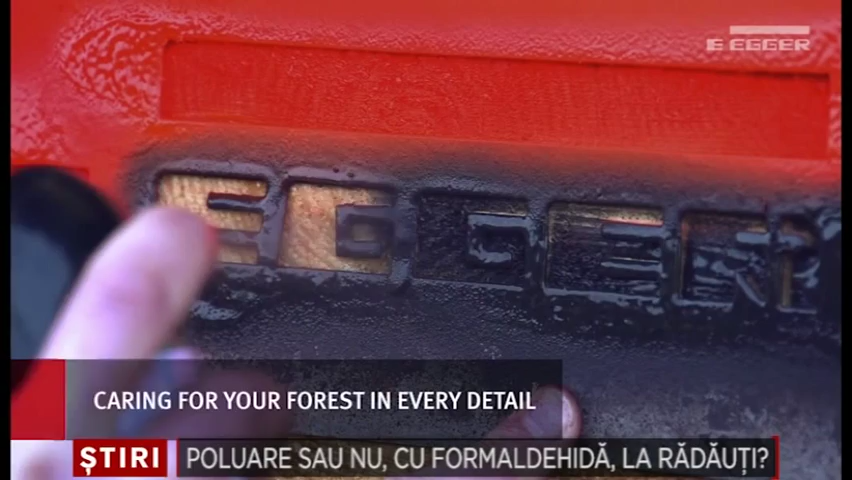 E EGGER
EGGER
CARING FOR YOUR FOREST IN EVERY DETAIL
ȘTIRI
POLUARE SAU NU, CU FORMALDEHIDĂ, LA RĂDĂUȚI?